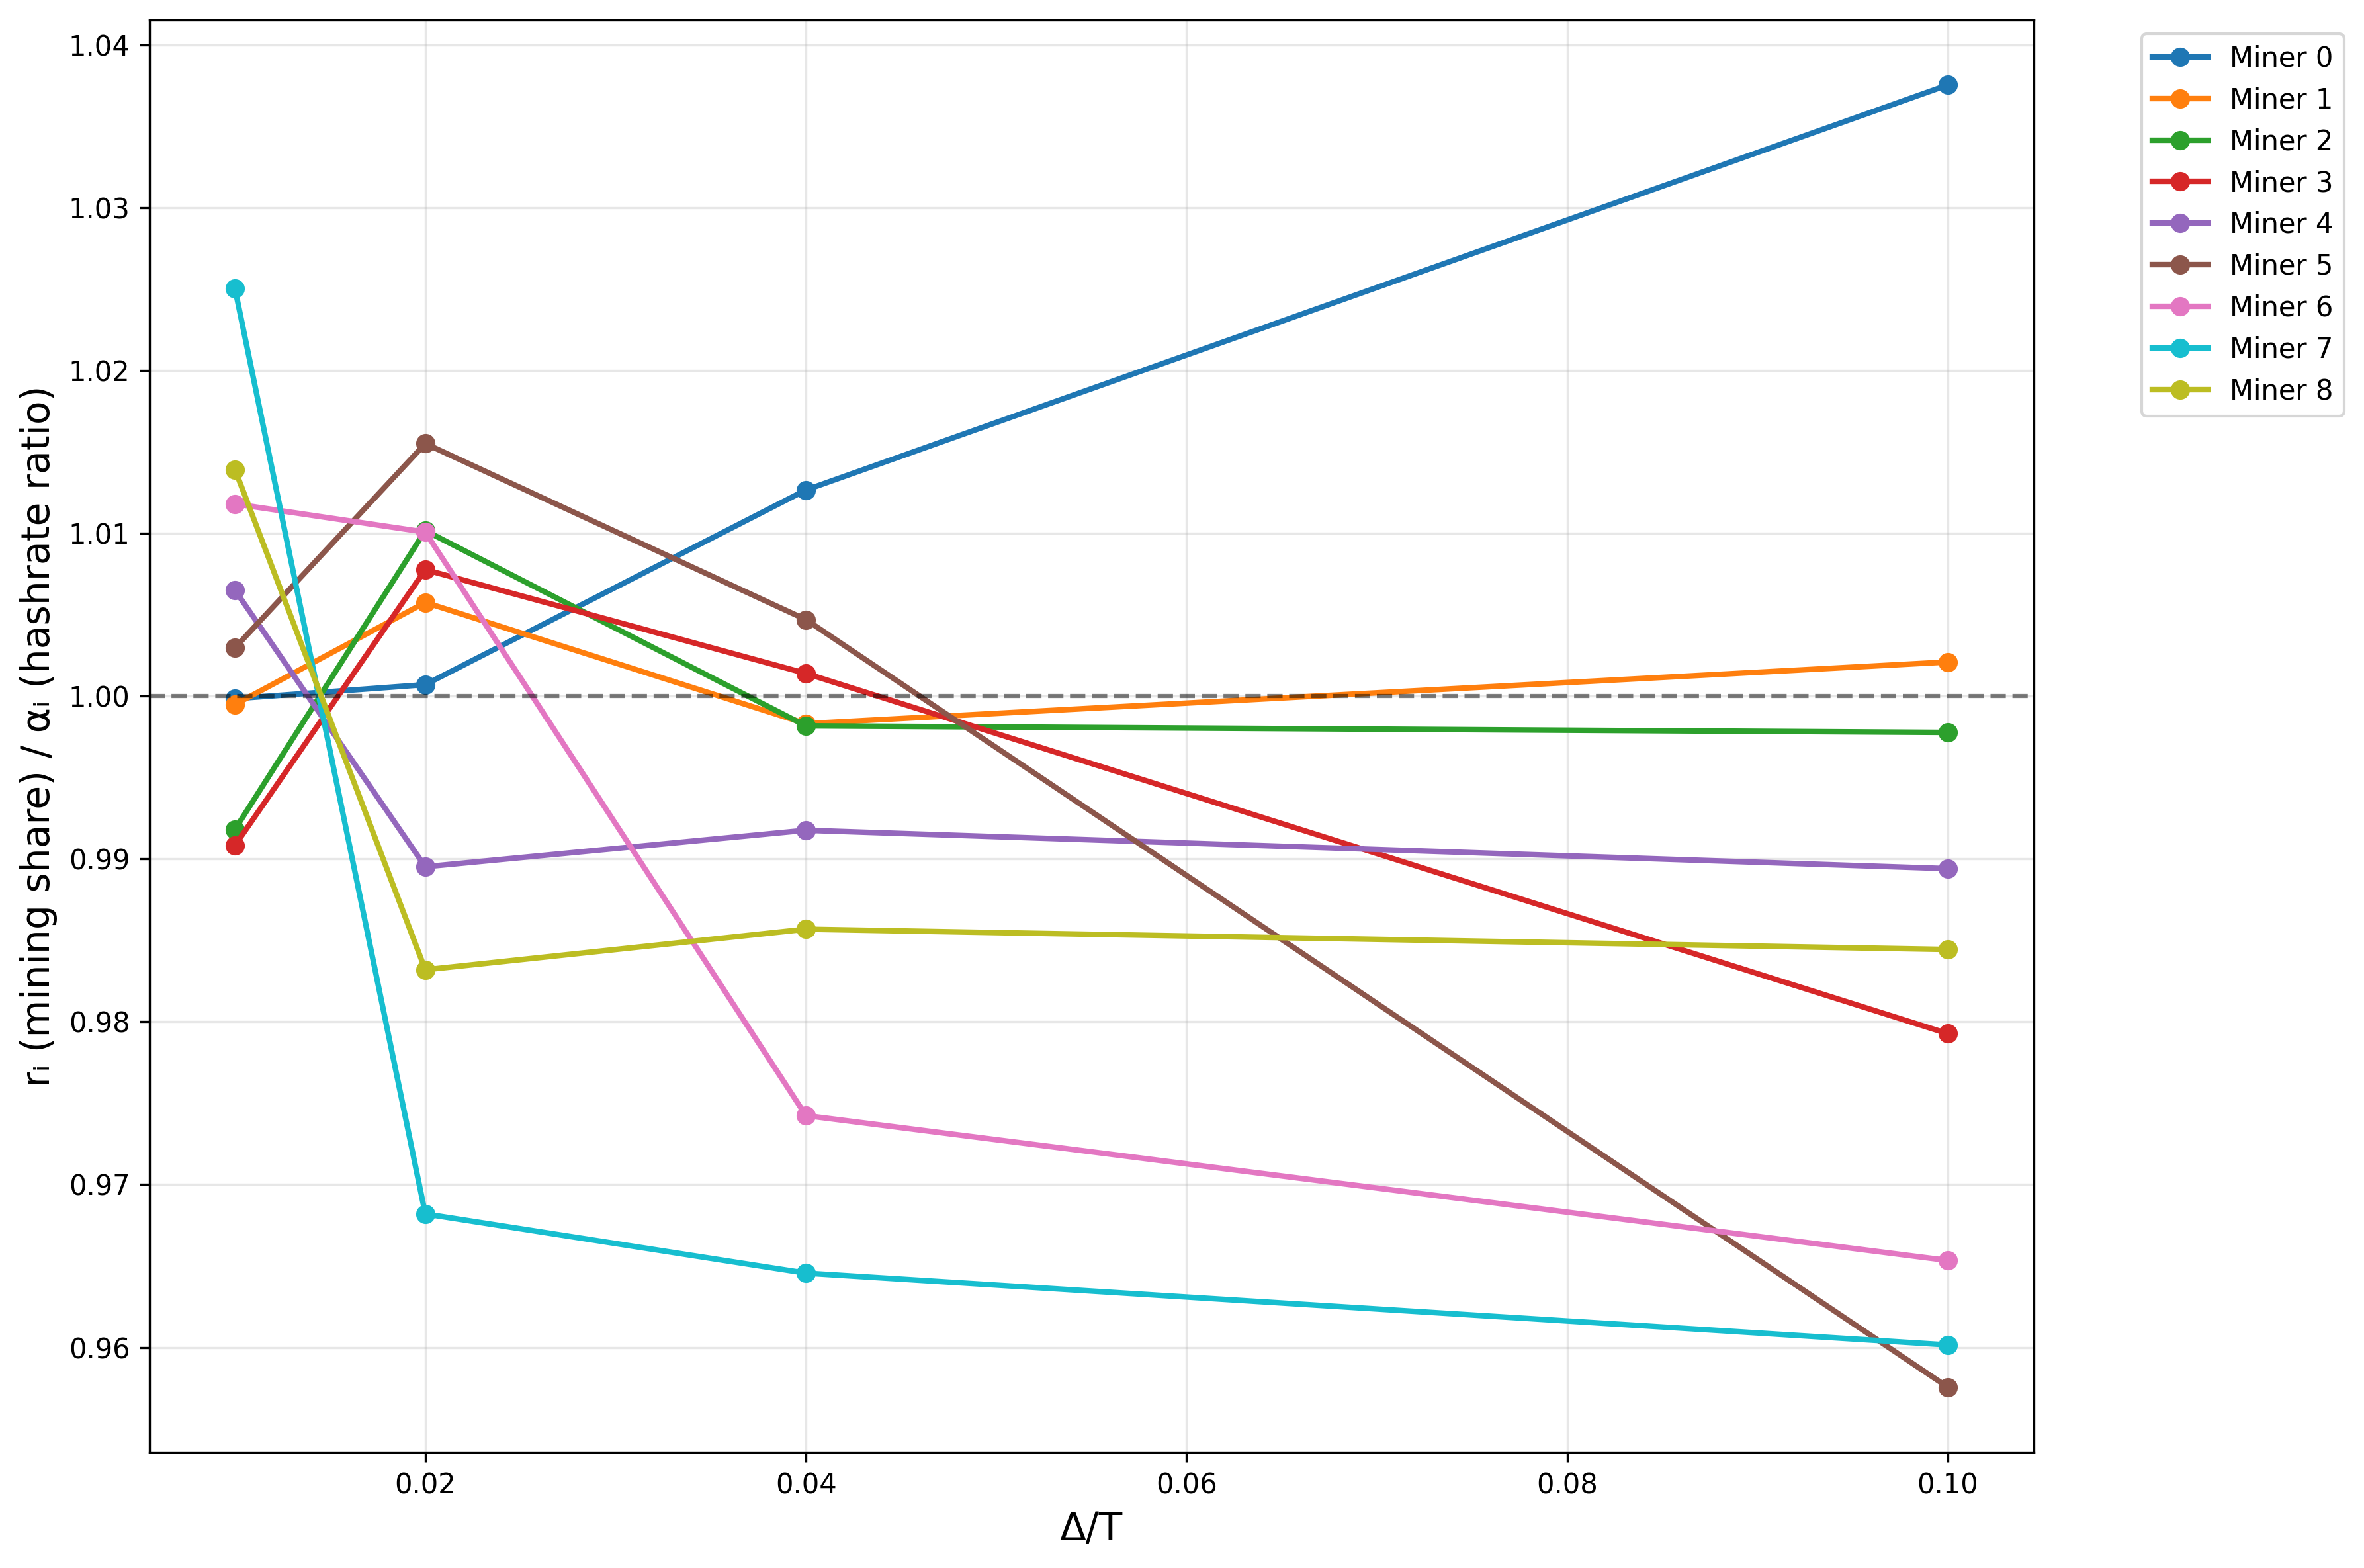 1.04
1.03
1.02
1.01
1.00
0.99
0.98
0.97
0.96
rᵢ (mining share) / αᵢ (hashrate ratio)
0.02 0.04 0.06 0.08 0.10
Δ/T
Miner 0
Miner 1
Miner 2
Miner 3
Miner 4
Miner 5
Miner 6
Miner 7
Miner 8